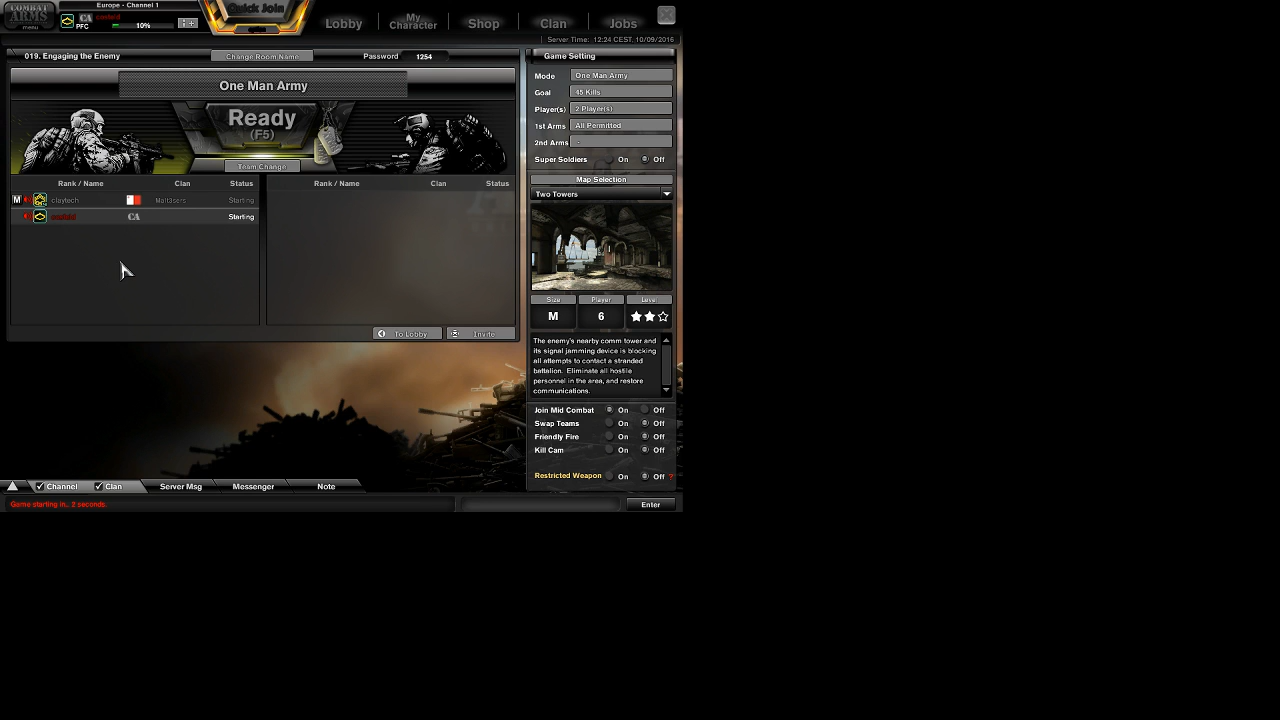 COMBAT ARMS
menu
Europe - Channel 1
CA
PFC
10%
Quick Join
Lobby
My Character
Shop
Clan
Jobs
Server Time: 12:24 CEST, 10/09/2016
019. Engaging the Enemy
Change Room Name
Password
1254
One Man Army
Ready
(F5)
Team Change
Rank / Name Clan Status
Rank / Name Clan Status
M claytech Malt3sers Starting
CA Starting
To Lobby
Invite
Game Setting
Mode One Man Army
Goal 45 Kills
Player(s) 2 Player(s)
1st Arms All Permitted
2nd Arms -
Super Soldiers On Off
Map Selection
Two Towers
Size Player Level
M 6
The enemy's nearby comm tower and
its signal jamming device is blocking
all attempts to contact a stranded
battalion. Eliminate all hostile
personnel in the area, and restore
communications.
Join Mid Combat On Off
Swap Teams On Off
Friendly Fire On Off
Kill Cam On Off
Restricted Weapon On Off ?
Channel Clan Server Msg Messenger Note
Game starting in.. 2 seconds.
Enter